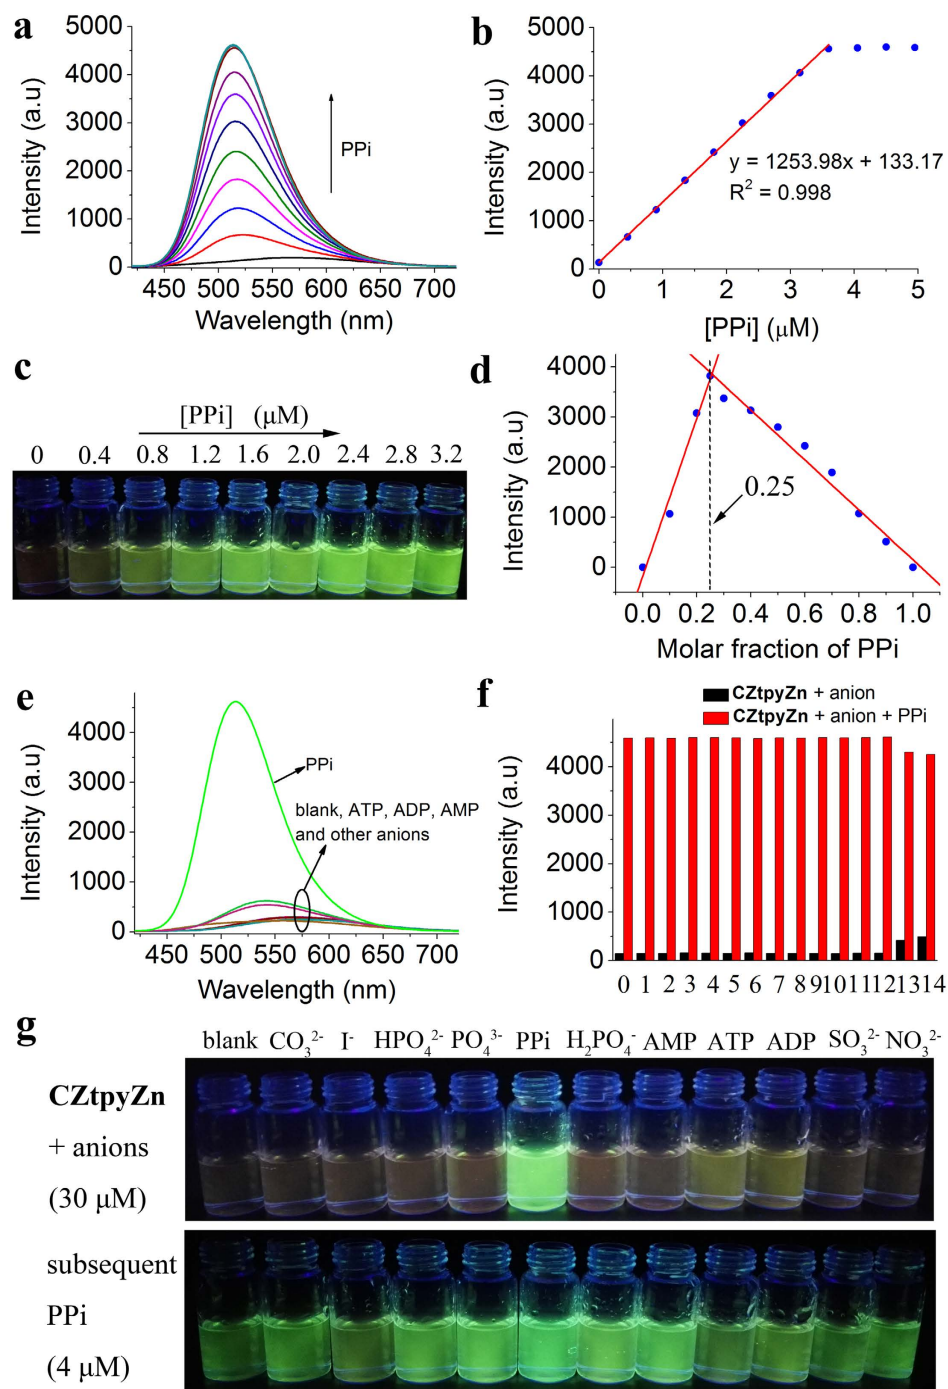 a
5000
4000
3000
2000
1000
0
Intensity (a.u)
PPi
450 500 550 600 650 700
Wavelength (nm)
b
5000
4000
3000
2000
1000
0
Intensity (a.u)
y = 1253.98x + 133.17
R² = 0.998
0 1 2 3 4 5
[PPi] (μM)
c
[PPi] (μM)
0 0.4 0.8 1.2 1.6 2.0 2.4 2.8 3.2
d
4000
3000
2000
1000
0
Intensity (a.u)
0.25
0.0 0.2 0.4 0.6 0.8 1.0
Molar fraction of PPi
e
4000
3000
2000
1000
0
Intensity (a.u)
PPi
blank, ATP, ADP, AMP
and other anions
450 500 550 600 650 700
Wavelength (nm)
f
CZtpyZn + anion
CZtpyZn + anion + PPi
4000
3000
2000
1000
0
Intensity (a.u)
0 1 2 3 4 5 6 7 8 9 10 11 12 13 14
g
blank CO₃²⁻ I⁻ HPO₄²⁻ PO₄³⁻ PPi H₂PO₄⁻ AMP ATP ADP SO₃²⁻ NO₃²⁻
CZtpyZn
+ anions
(30 μM)
subsequent
PPi
(4 μM)